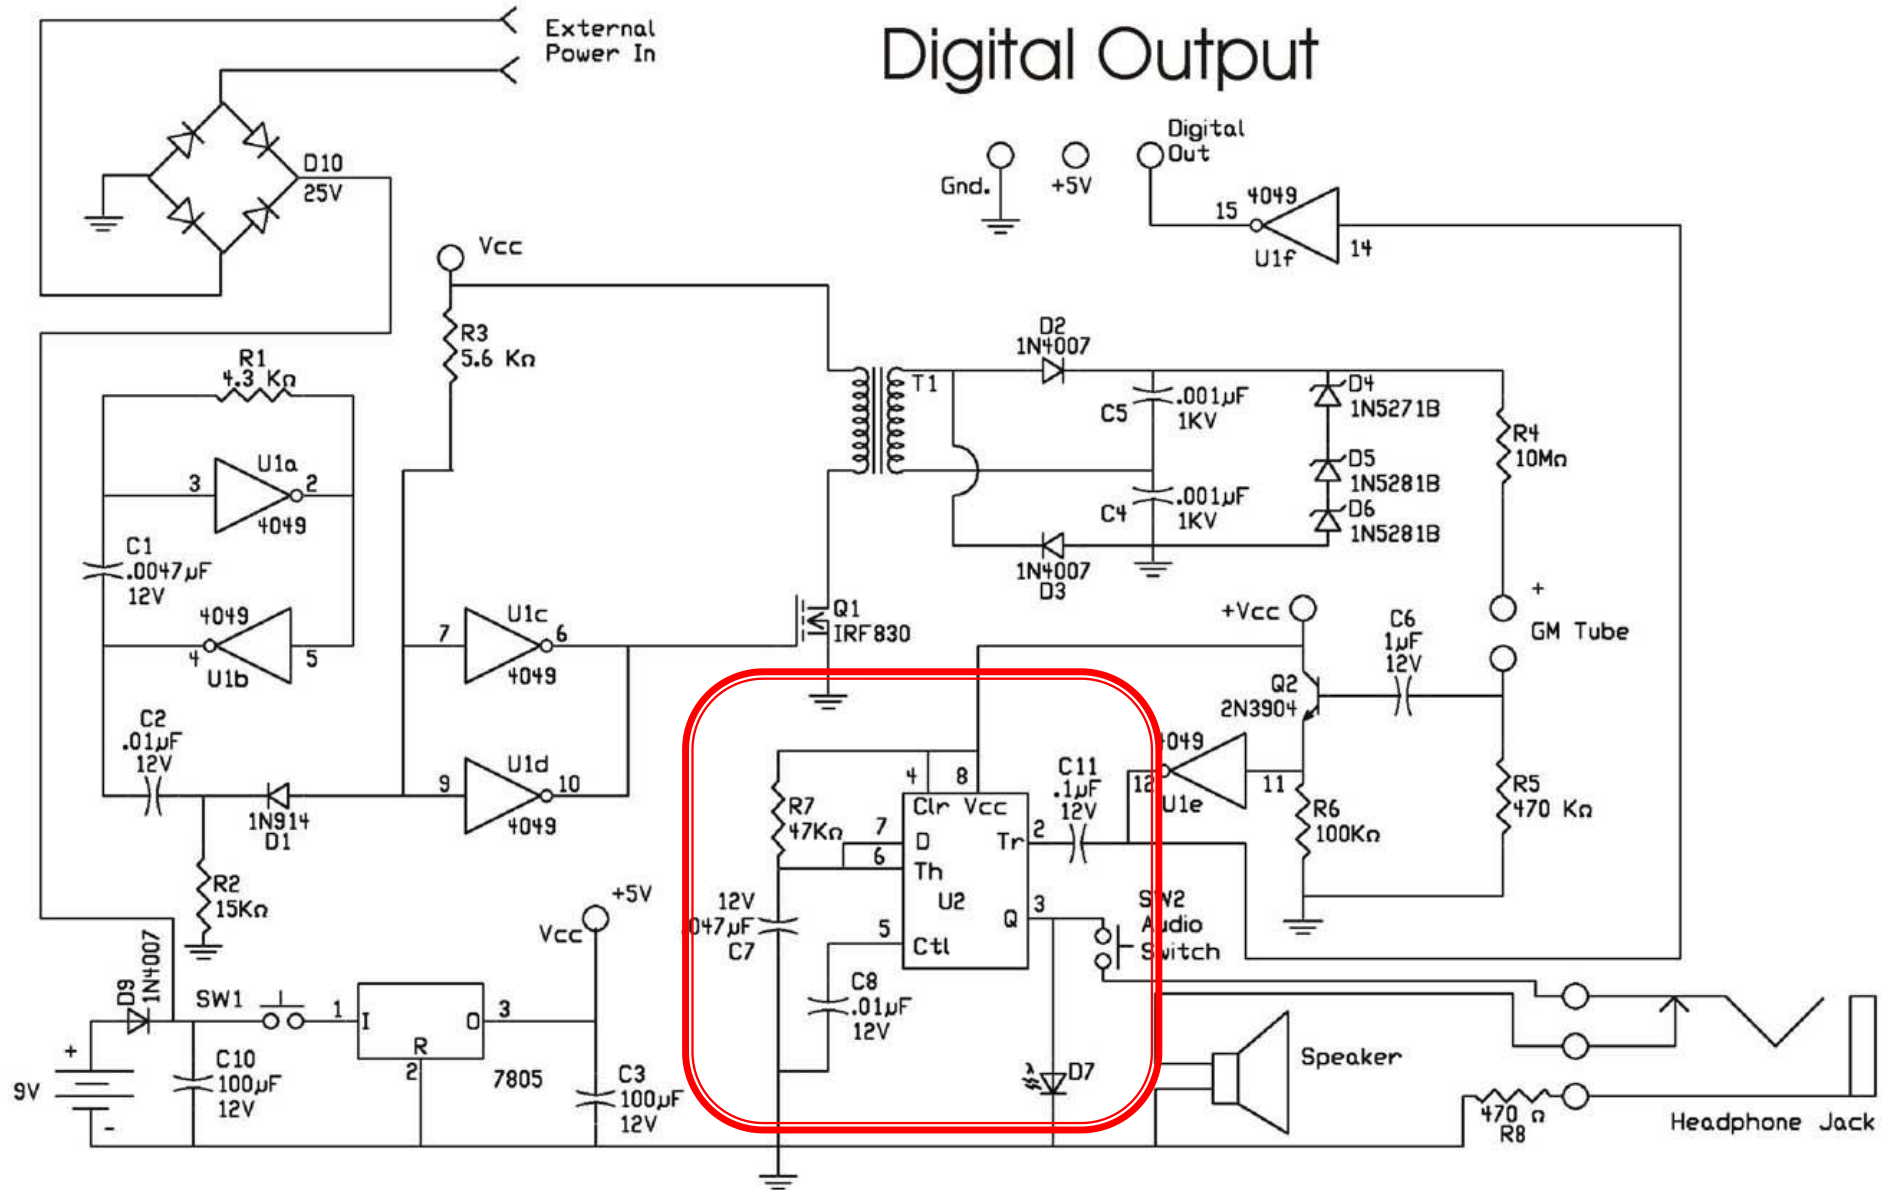 External
Power In
Digital Output
Digital
Out
Gnd.
+5V
4049
15
14
U1f
D10
25V
Vcc
R3
5.6 KΩ
R1
4.3 KΩ
U1a
3
2
4049
C1
.0047µF
12V
4049
4
5
U1b
C2
.01µF
12V
1N914
D1
R2
15KΩ
U1c
7
6
4049
U1d
9
10
4049
Q1
IRF830
T1
D2
1N4007
C5
.001µF
1KV
C4
.001µF
1KV
1N4007
D3
D4
1N5271B
D5
1N5281B
D6
1N5281B
R4
10MΩ
+
GM Tube
+Vcc
C6
1µF
12V
Q2
2N3904
4049
12
11
U1e
R6
100KΩ
R5
470 KΩ
R7
47KΩ
4
8
Clr Vcc
7
D
6
Th
Tr
2
U2
Q
3
5
Ctl
C11
.1µF
12V
12V
.047µF
C7
C8
.01µF
12V
D7
SW2
Audio
Switch
Speaker
470 Ω
R8
Headphone Jack
+5V
Vcc
D9
1N4007
SW1
1
I
O
3
R
2
7805
+
9V
-
C10
100µF
12V
C3
100µF
12V